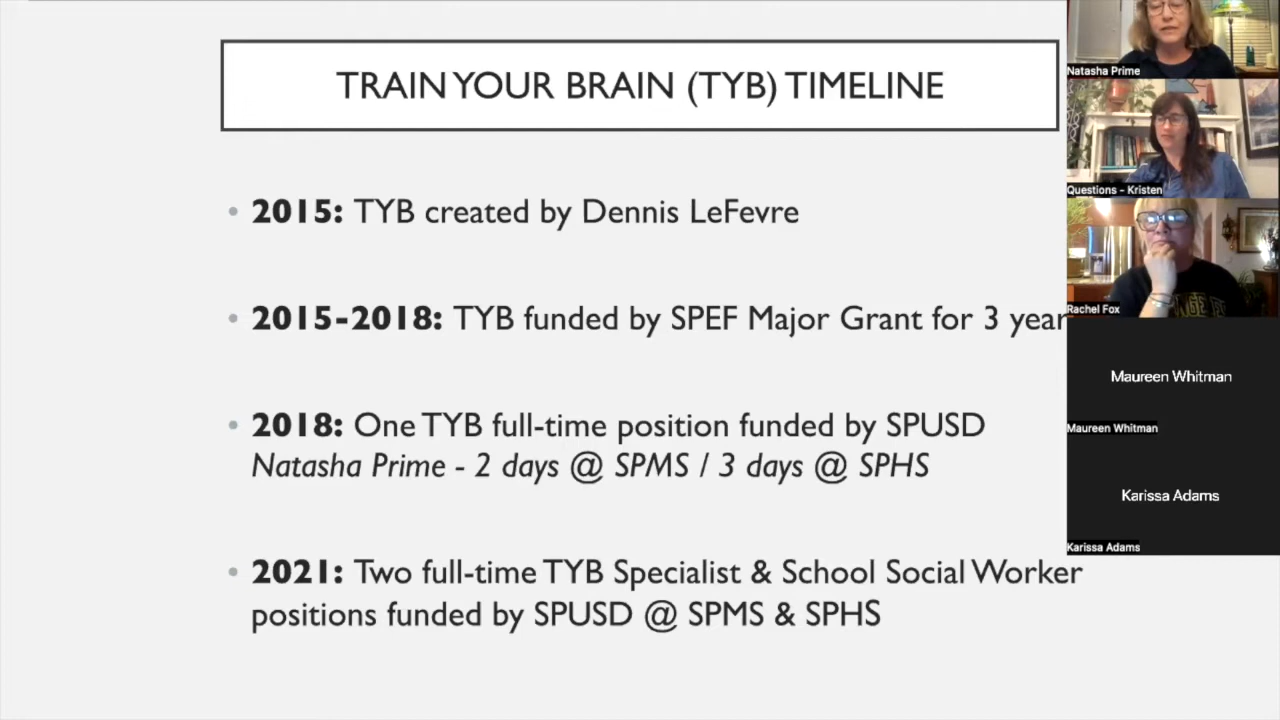 TRAIN YOUR BRAIN (TYB) TIMELINE
• 2015: TYB created by Dennis LeFevre
• 2015-2018: TYB funded by SPEF Major Grant for 3 year
• 2018: One TYB full-time position funded by SPUSD
Natasha Prime - 2 days @ SPMS / 3 days @ SPHS
• 2021: Two full-time TYB Specialist & School Social Worker
positions funded by SPUSD @ SPMS & SPHS
Natasha Prime
Questions - Kristen
Rachel Fox
Maureen Whitman
Maureen Whitman
Karissa Adams
Karissa Adams